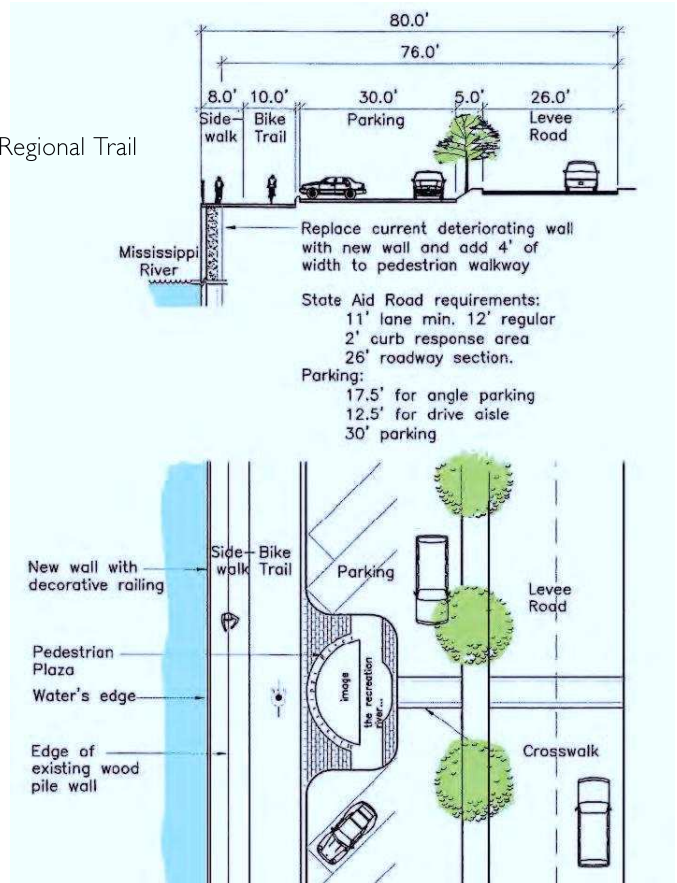 80.0'
76.0'
8.0' 10.0' 30.0' 5.0' 26.0'
Side-walk
Bike Trail
Parking
Levee Road
Regional Trail
Mississippi River
Replace current deteriorating wall
with new wall and add 4' of
width to pedestrian walkway
State Aid Road requirements:
11' lane min. 12' regular
2' curb response area
26' roadway section.
Parking:
17.5' for angle parking
12.5' for drive aisle
30' parking
New wall with
decorative railing
Side-walk
Bike Trail
Parking
Levee
Road
Pedestrian
Plaza
image
the recreation
river...
Water's edge
Edge of
existing wood
pile wall
Crosswalk